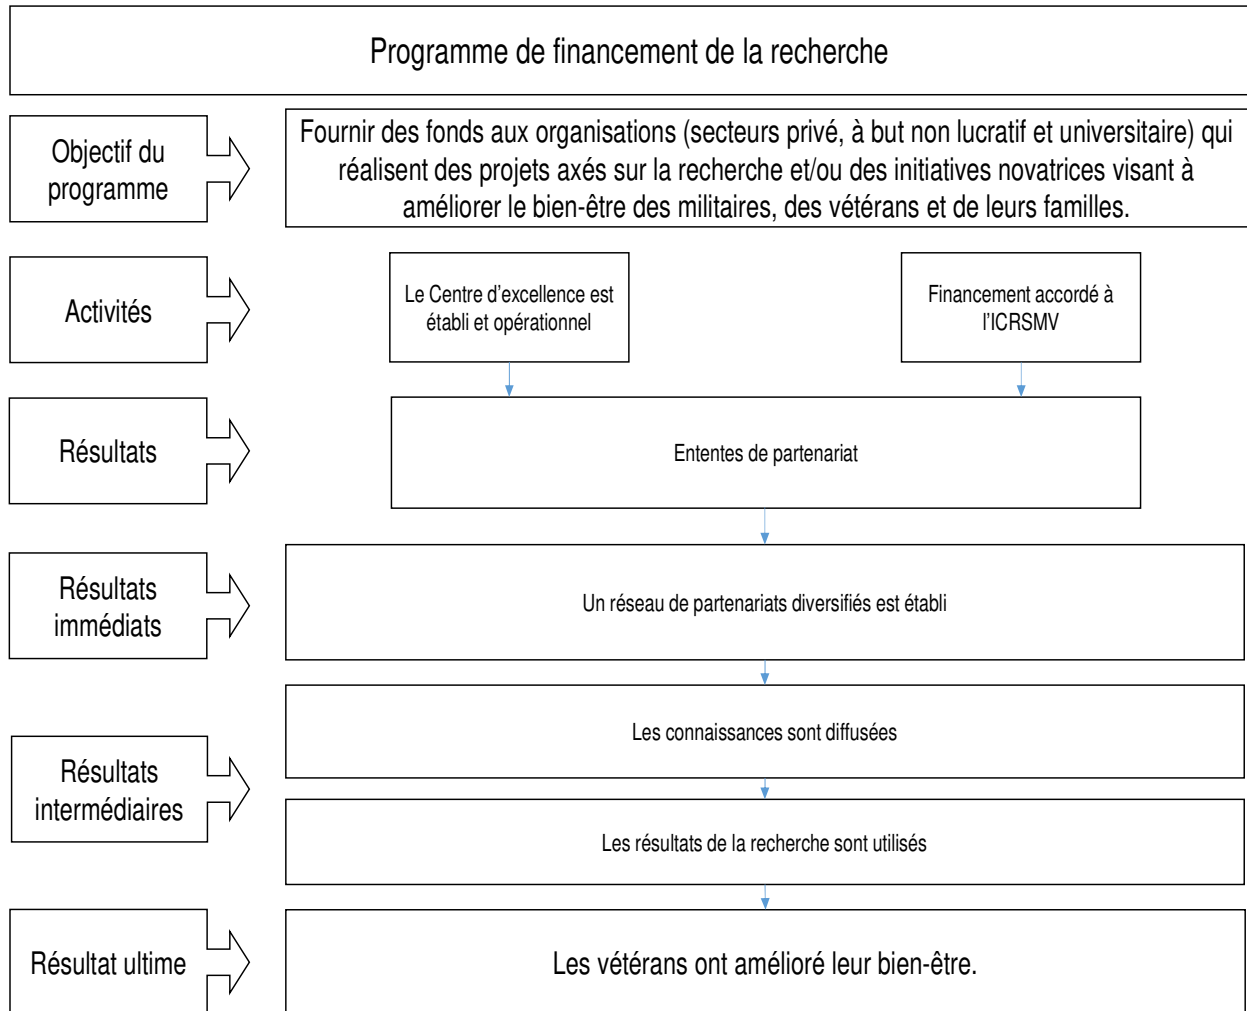 Programme de financement de la recherche
Objectif du
programme
Fournir des fonds aux organisations (secteurs privé, à but non lucratif et universitaire) qui
réalisent des projets axés sur la recherche et/ou des initiatives novatrices visant à
améliorer le bien-être des militaires, des vétérans et de leurs familles.
Activités
Le Centre d’excellence est
établi et opérationnel
Financement accordé à
l’ICRSMV
Résultats
Ententes de partenariat
Résultats
immédiats
Un réseau de partenariats diversifiés est établi
Résultats
intermédiaires
Les connaissances sont diffusées
Les résultats de la recherche sont utilisés
Résultat ultime
Les vétérans ont amélioré leur bien-être.